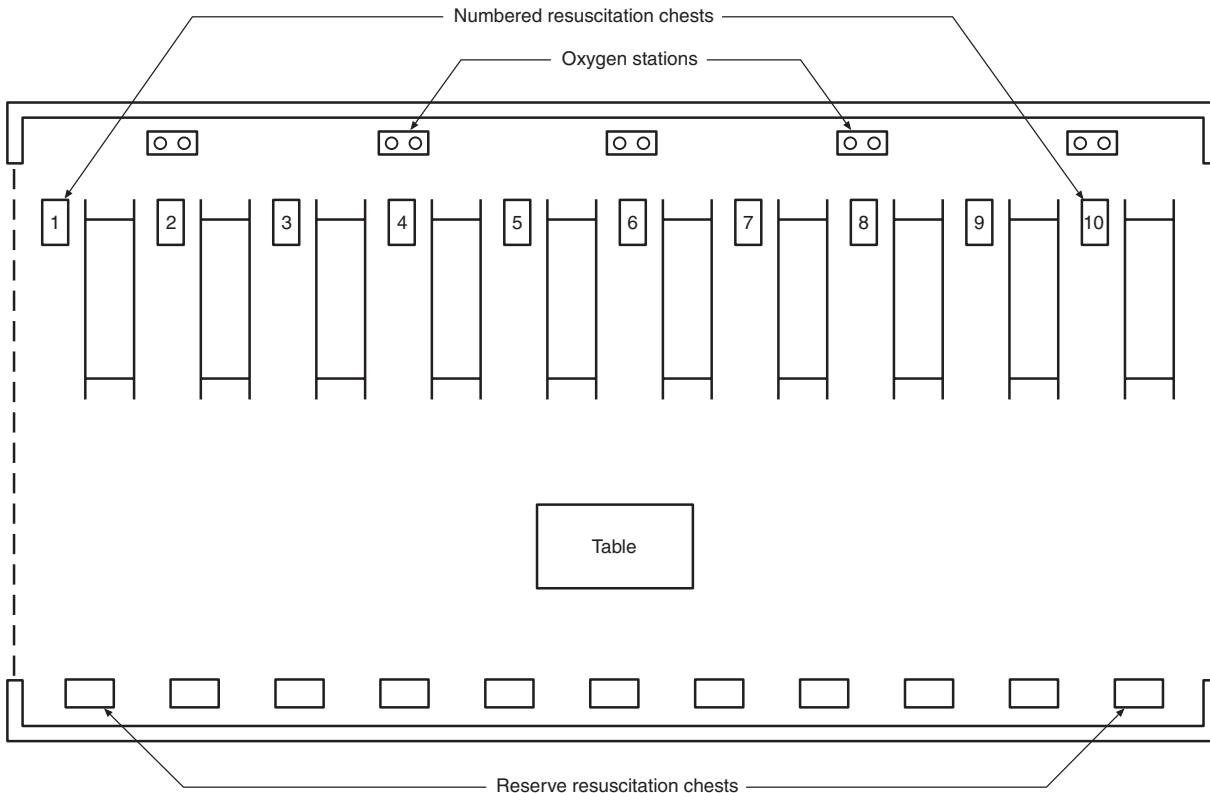 Numbered resuscitation chests
Oxygen stations
1
2
3
4
5
6
7
8
9
10
Table
Reserve resuscitation chests